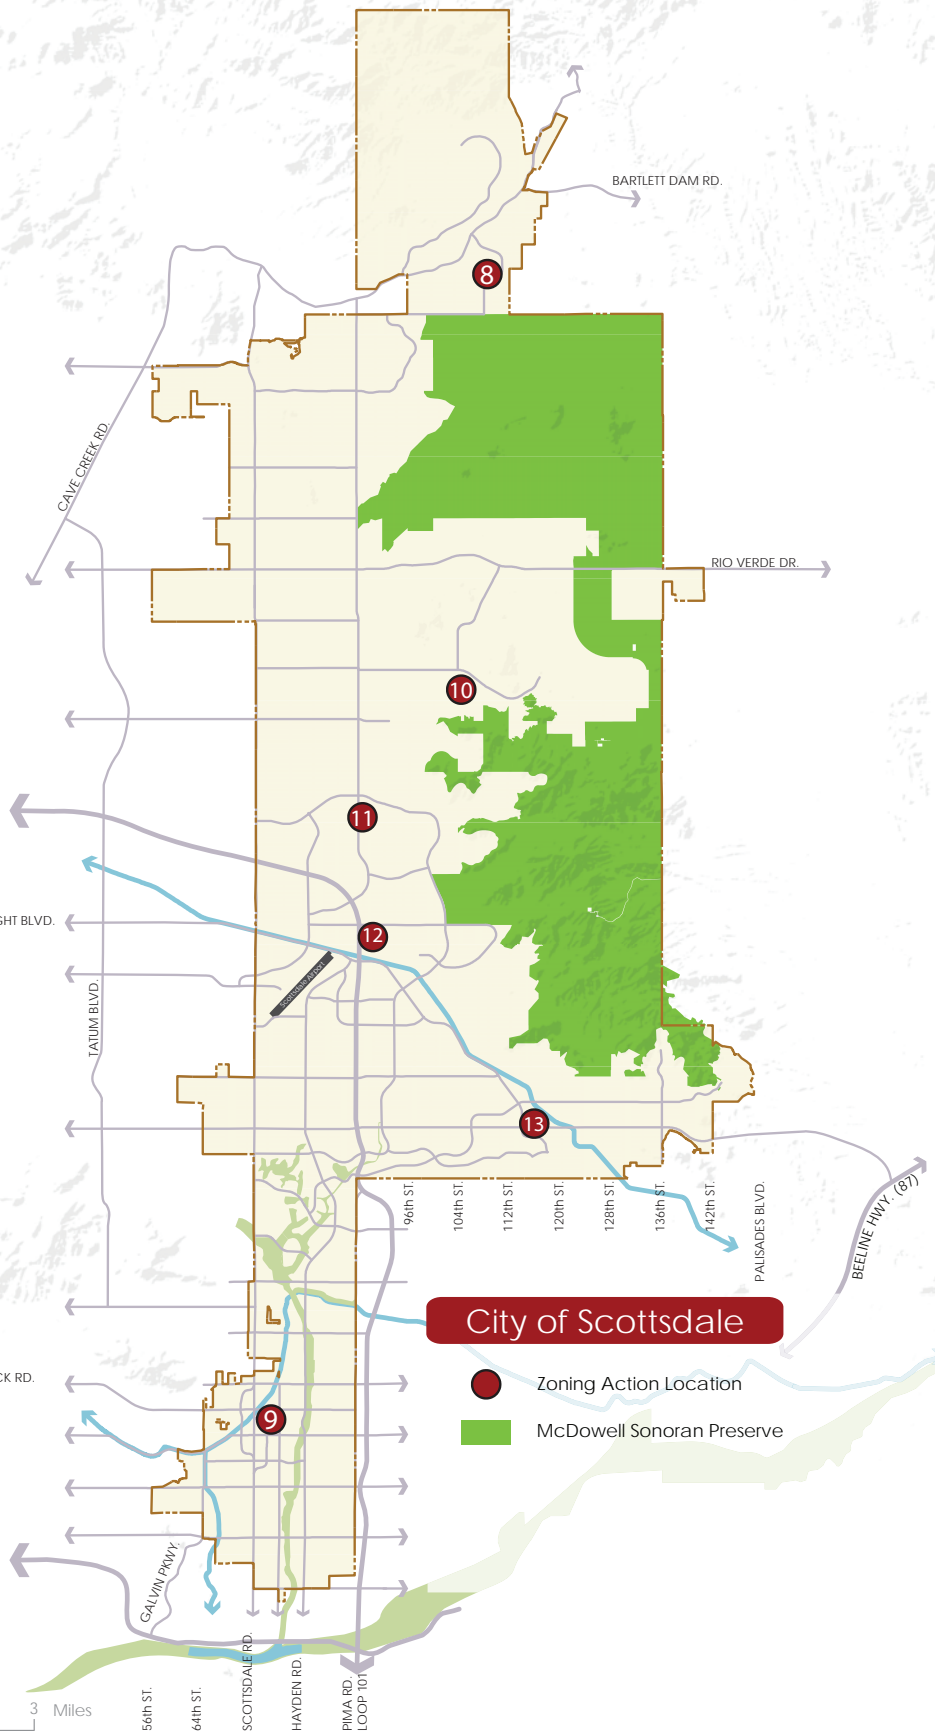 BARTLETT DAM RD.
8
CAVE CREEK RD.
RIO VERDE DR.
10
11
GHT BLVD.
12
Scottsdale Airport
TATUM BLVD.
13
96th ST.
104th ST.
112th ST.
120th ST.
128th ST.
136th ST.
142th ST.
PALISADES BLVD.
BEELINE HWY. (87)
City of Scottsdale
CK RD.
Zoning Action Location
9
McDowell Sonoran Preserve
GALVIN PKWY.
3 Miles
56th ST.
64th ST.
SCOTTSDALE RD.
HAYDEN RD.
PIMA RD.
LOOP 101